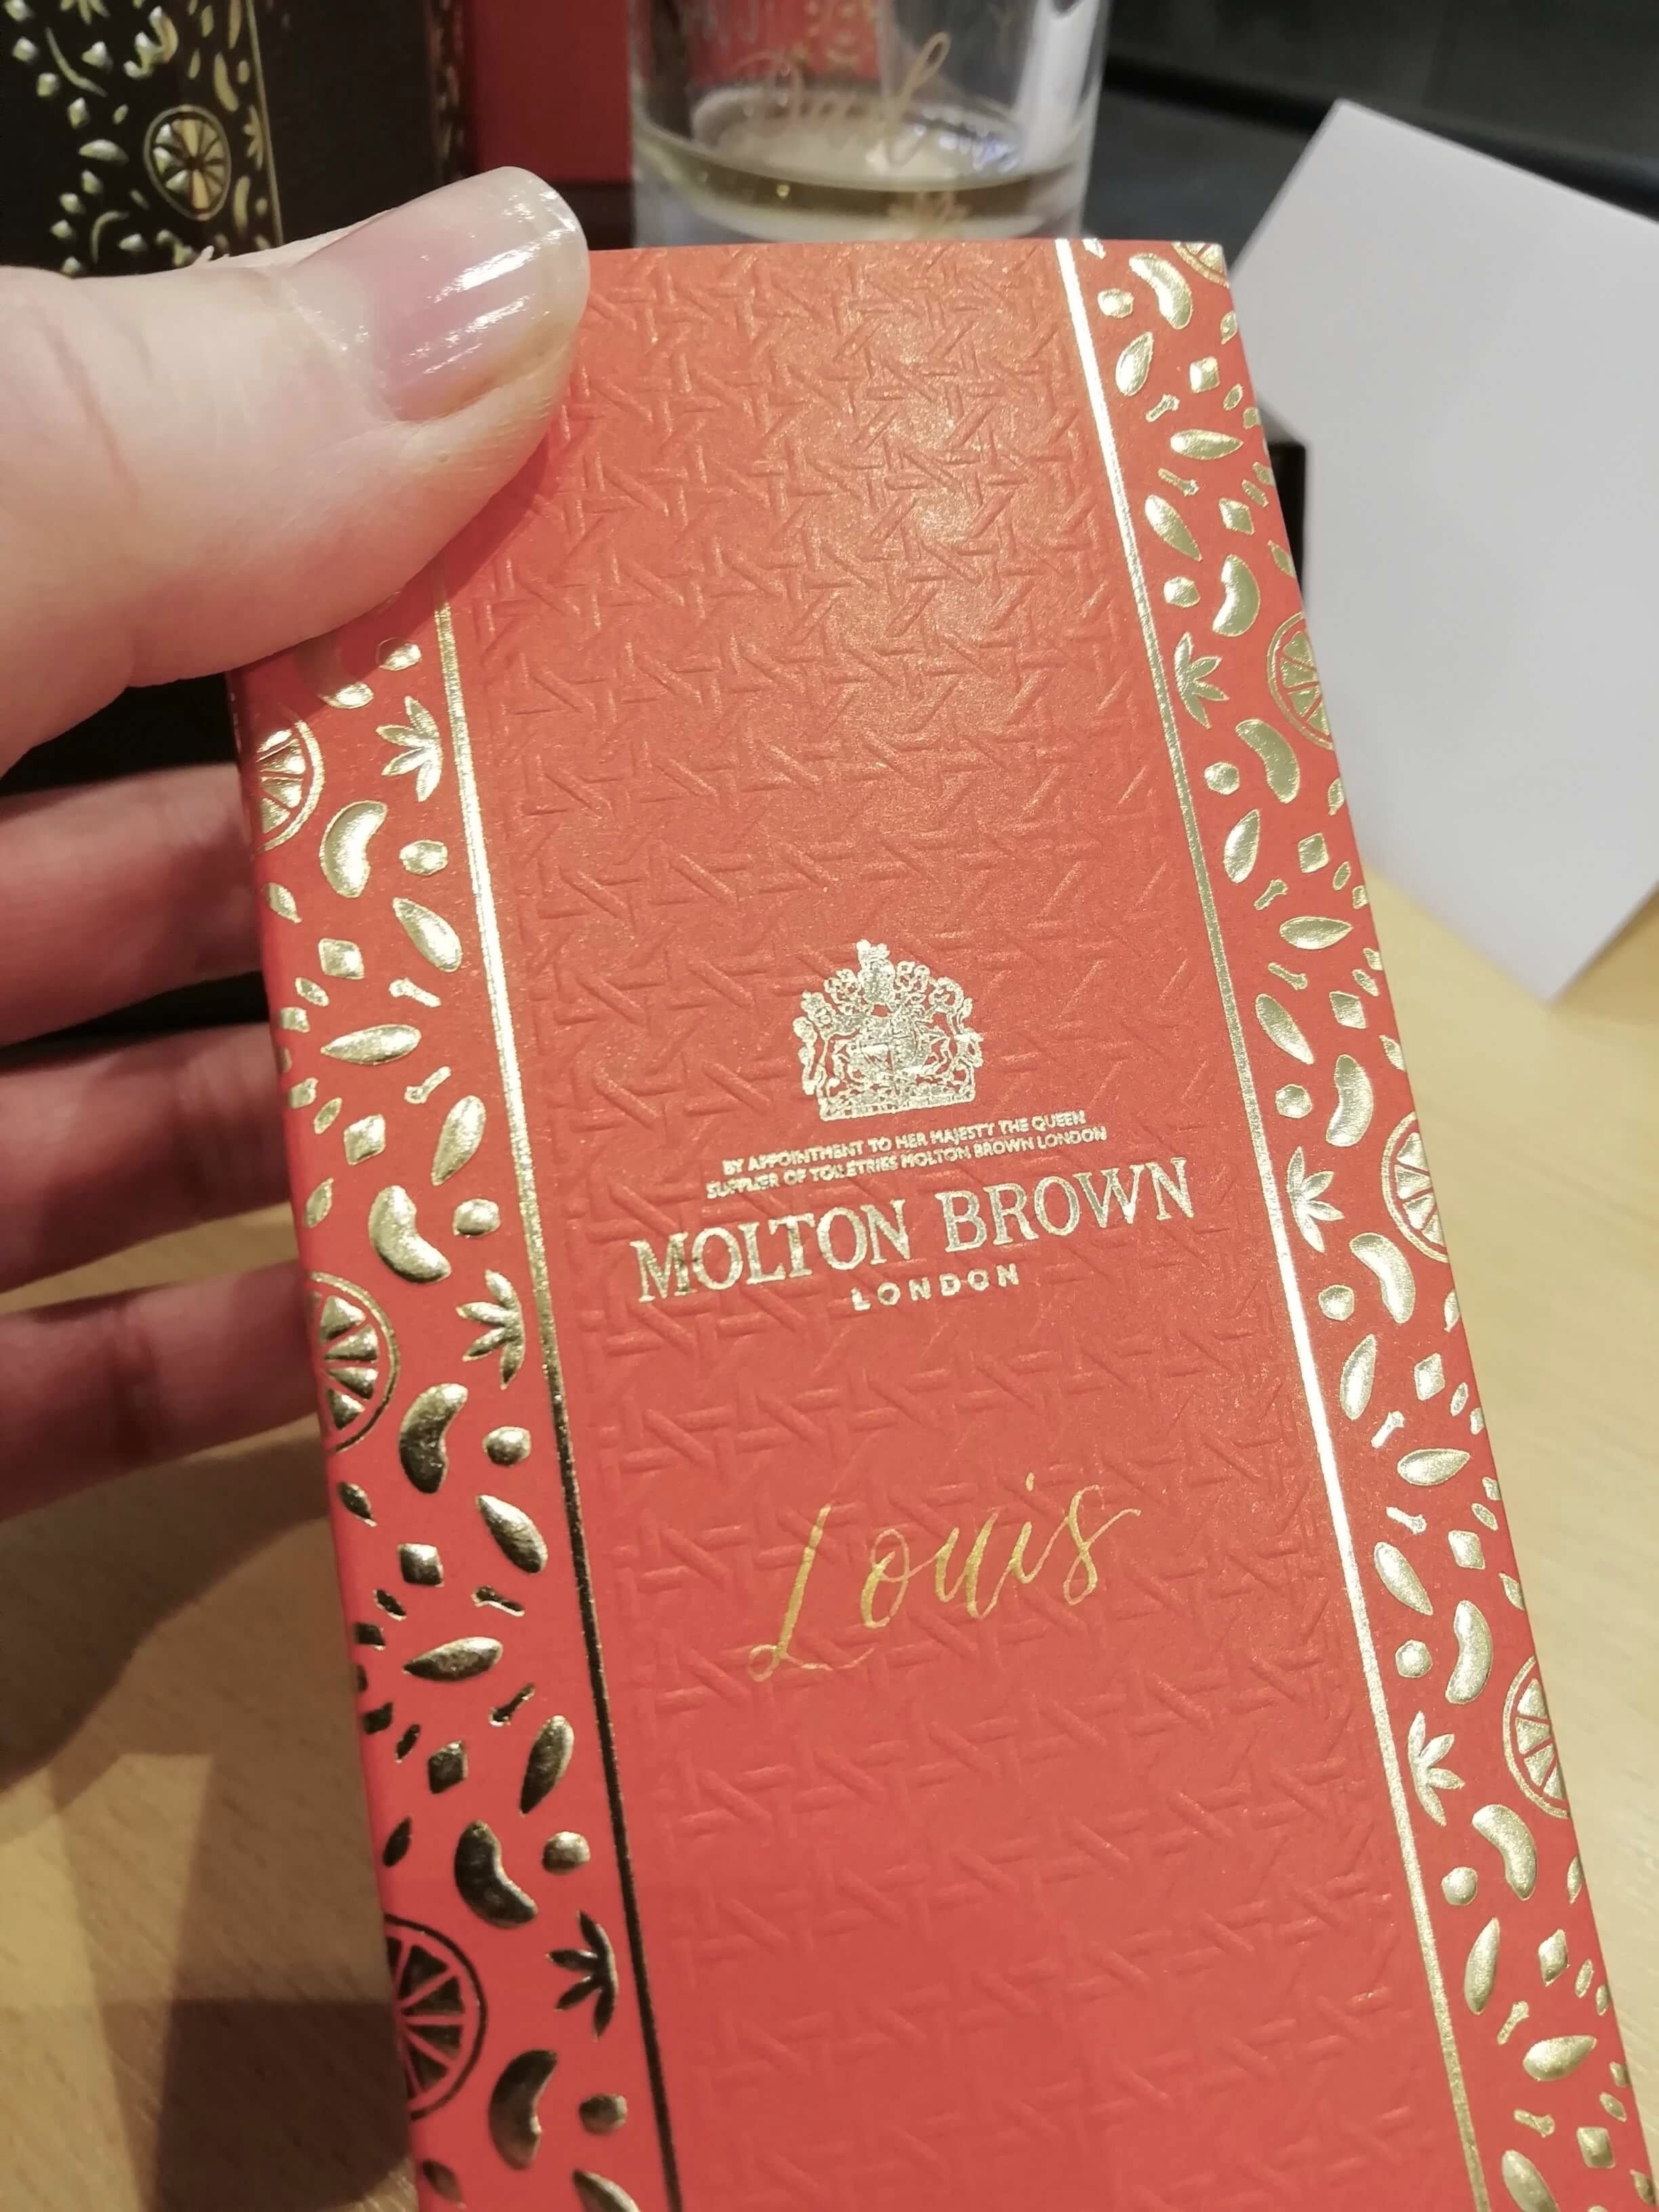 BY APPOINTMENT TO HER MAJESTY THE QUEEN
SUPPLIER OF TOILETRIES MOLTON BROWN LONDON
MOLTON BROWN
LONDON
Louis